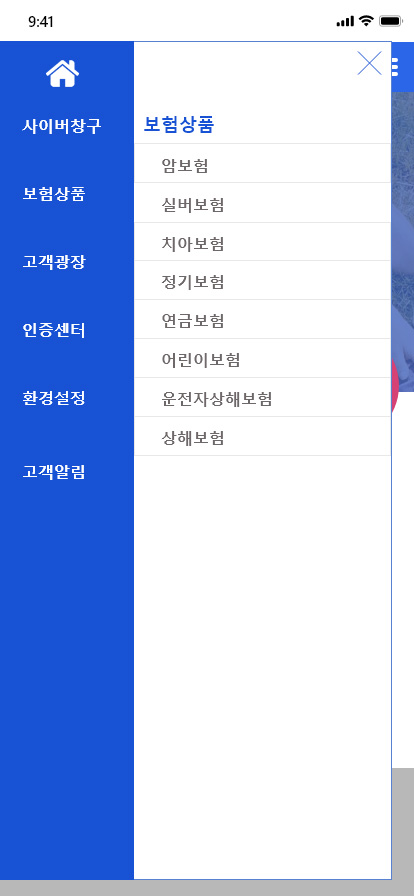 9:41
사이버창구
보험상품
고객광장
인증센터
환경설정
고객알림
보험상품
암보험
실버보험
치아보험
정기보험
연금보험
어린이보험
운전자상해보험
상해보험